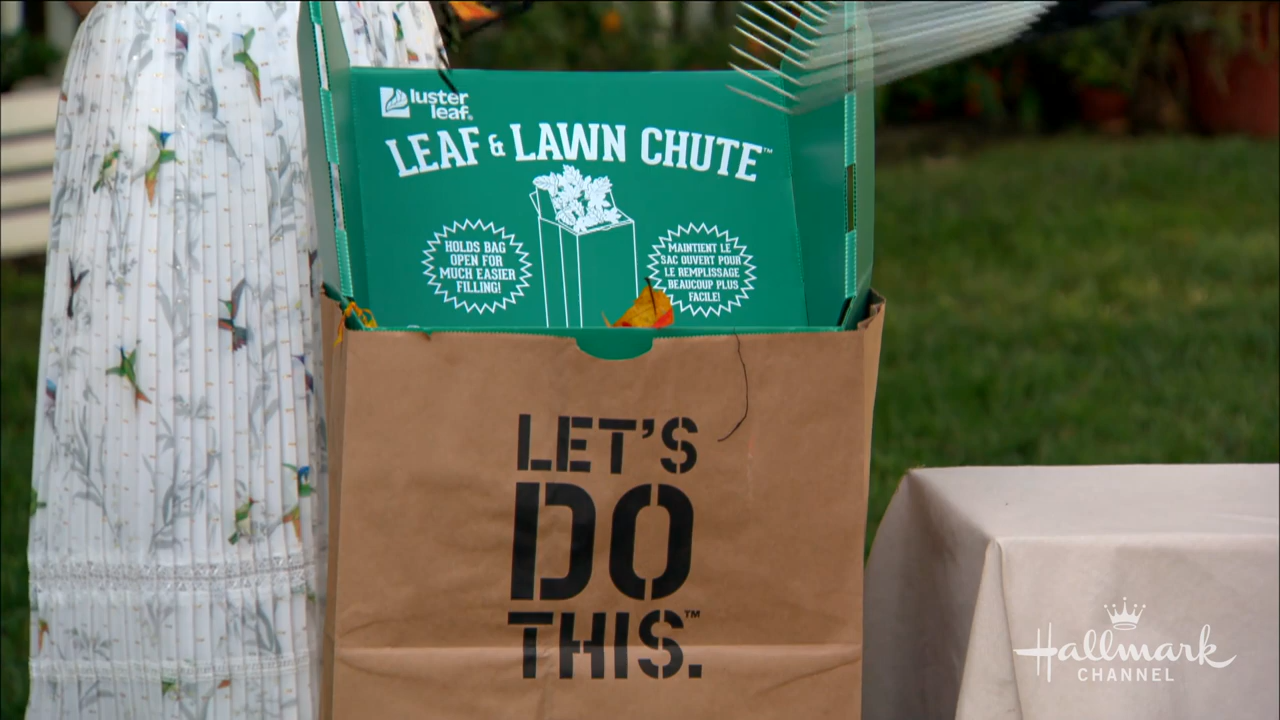 luster
leaf®
LEAF & LAWN CHUTE™
HOLDS BAG
OPEN FOR
MUCH EASIER
FILLING!
MAINTIENT LE
SAC OUVERT POUR
LE REMPLISSAGE
BEAUCOUP PLUS
FACILE!
LET'S
DO
THIS.™
Hallmark
CHANNEL